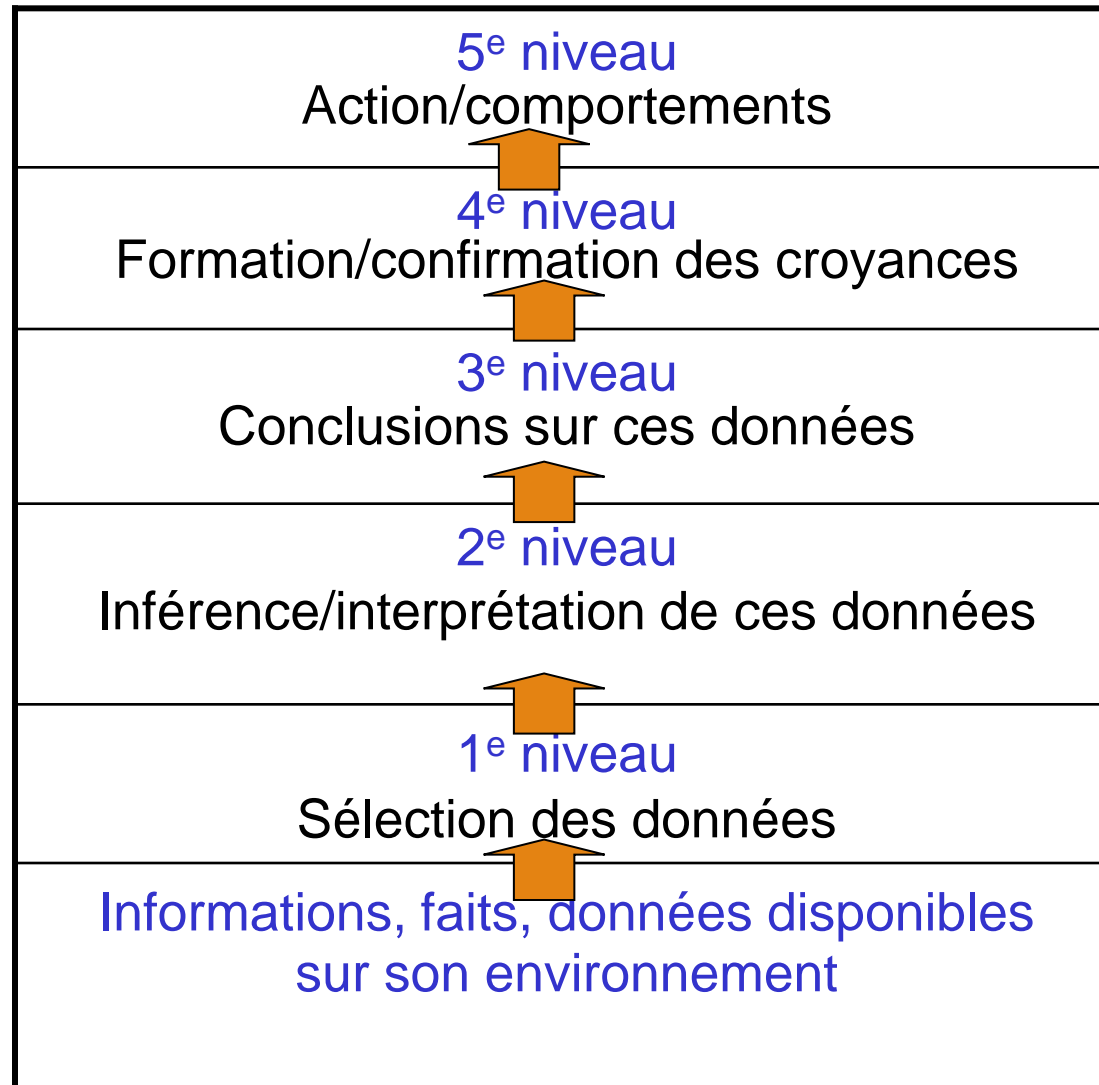 5e niveau
Action/comportements
4e niveau
Formation/confirmation des croyances
3e niveau
Conclusions sur ces données
2e niveau
Inférence/interprétation de ces données
1e niveau
Sélection des données
Informations, faits, données disponibles
sur son environnement